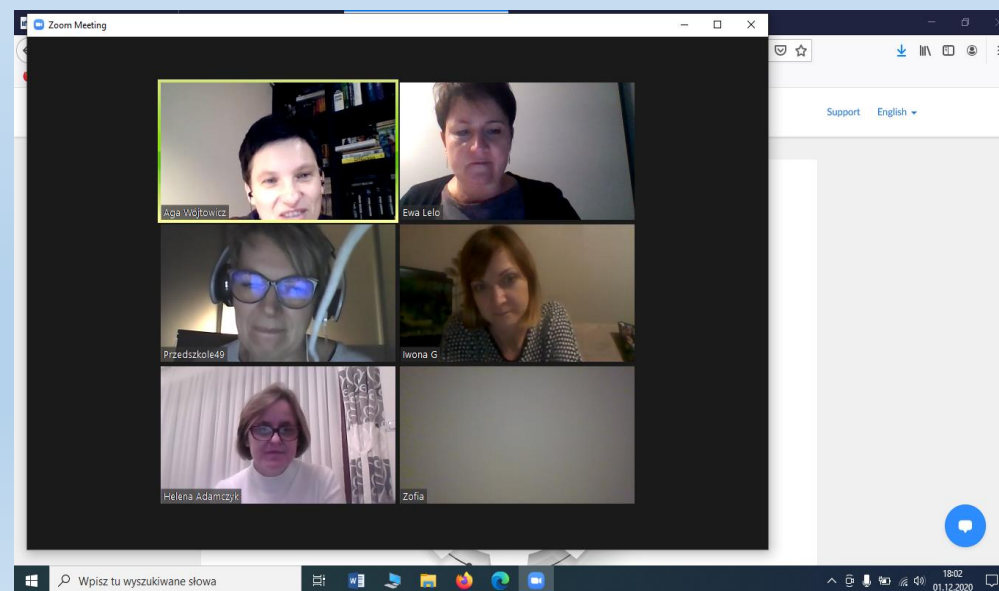 Zoom Meeting
Support English
Aga Wójtowicz
Ewa Lelo
Przedszkole49
Iwona G
Helena Adamczyk
Zofia
Wpisz tu wyszukiwane słowa
18:02
01.12.2020